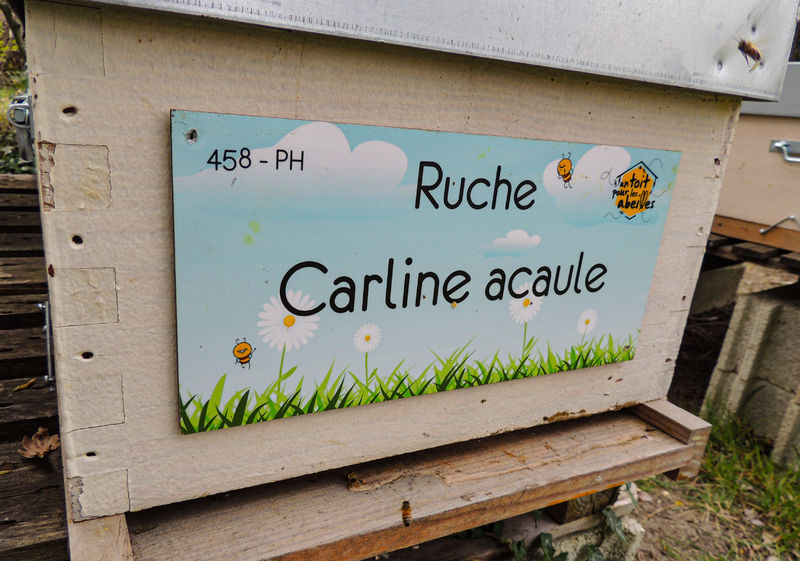 458 - PH
Ruche
Un toit
pour les
abeilles
Carline acaule